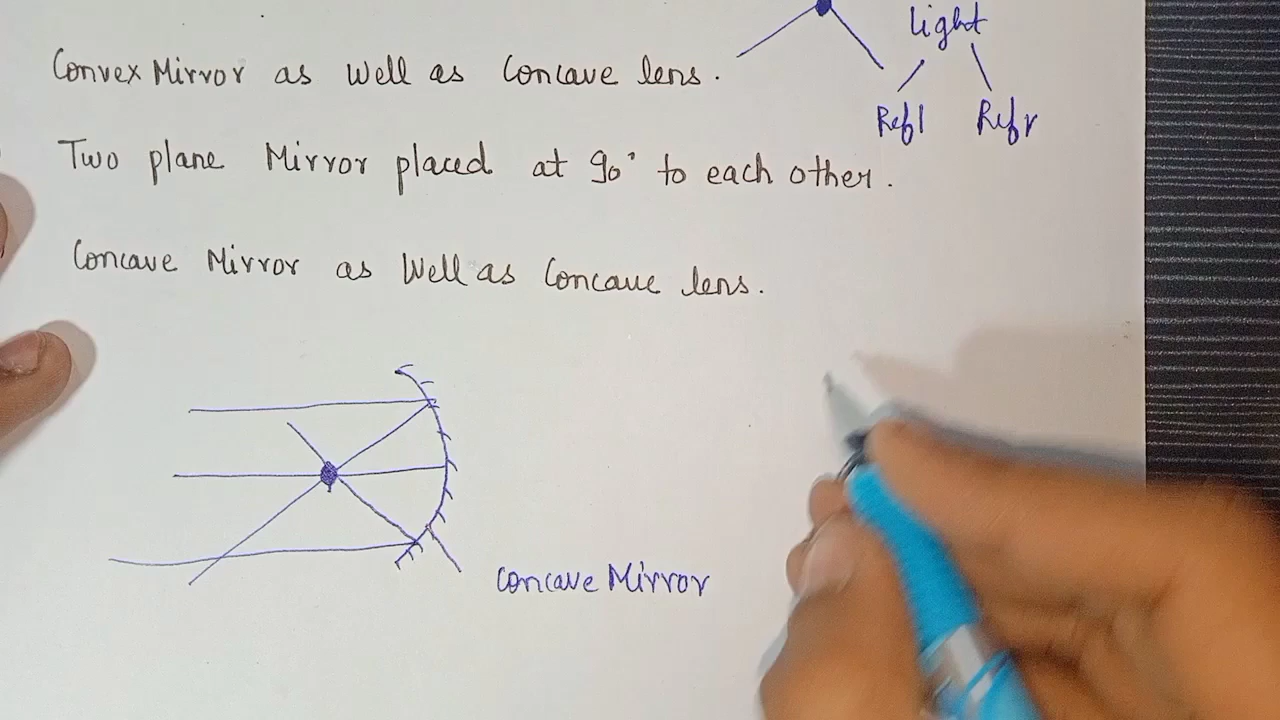 light
Convex Mirror as well as Concave lens.
Refl Refr
Two plane Mirror placed at 90° to each other.
Concave Mirror as Well as Concave lens.
Concave Mirror